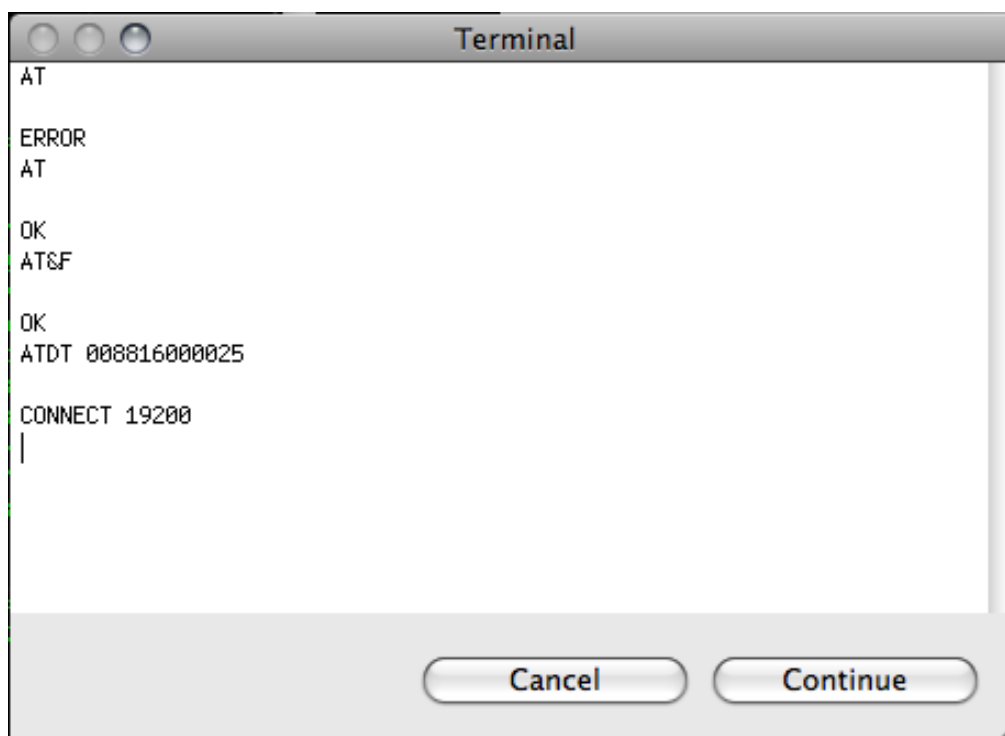 Terminal
AT
ERROR
AT
OK
AT&F
OK
ATDT 008816000025
CONNECT 19200
Cancel
Continue